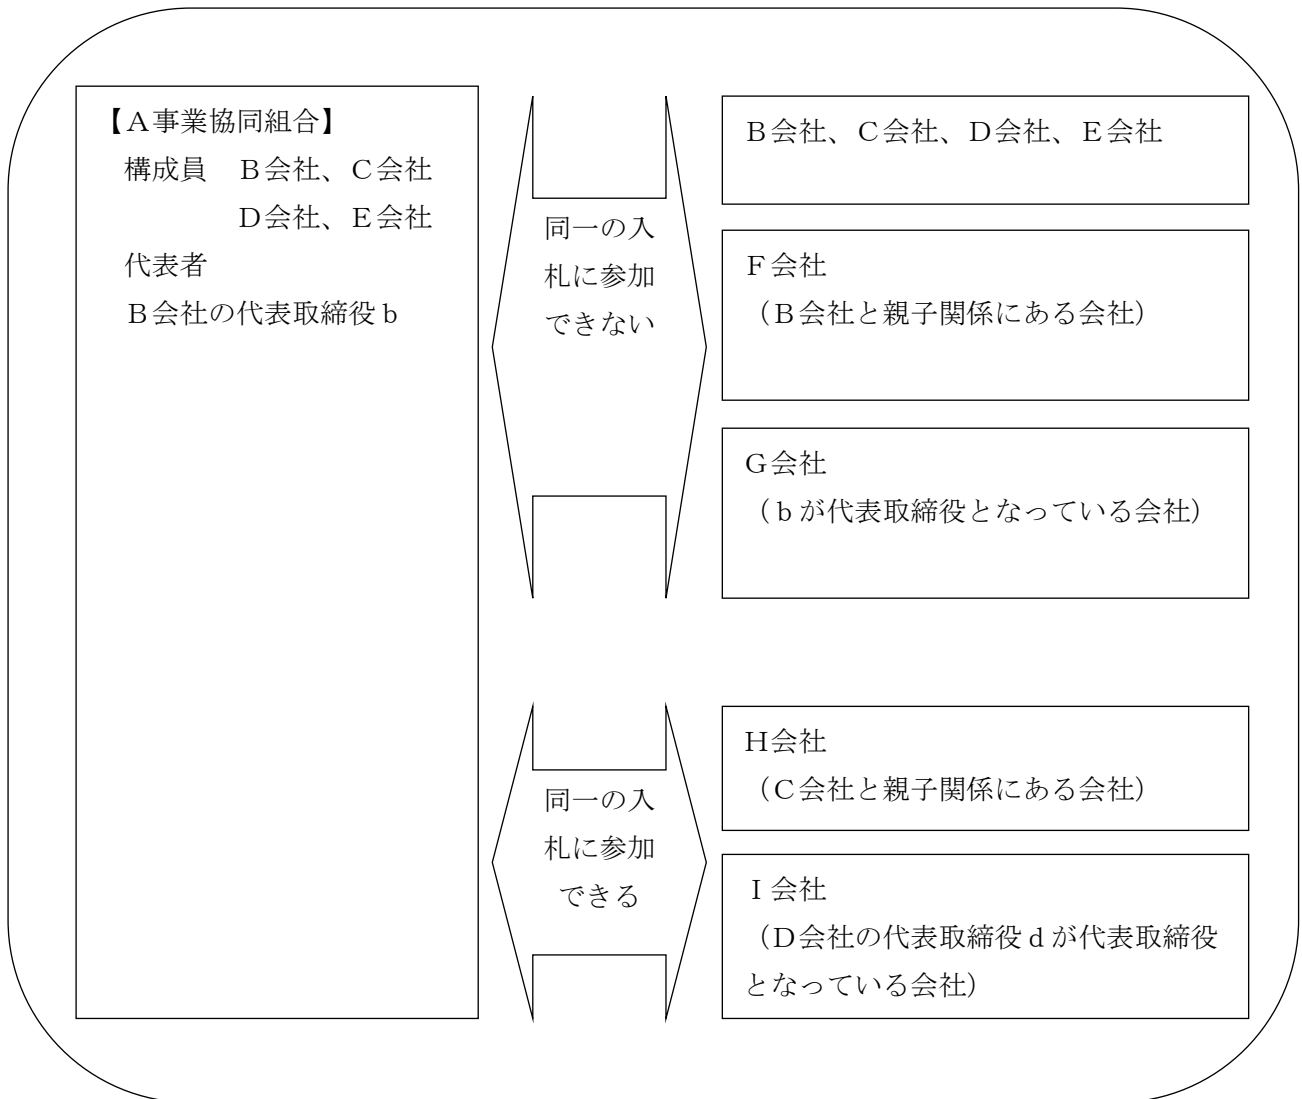 【A事業協同組合】
構成員　B会社、C会社
D会社、E会社
代表者
B会社の代表取締役b
同一の入
札に参加
できない
B会社、C会社、D会社、E会社
F会社
（B会社と親子関係にある会社）
G会社
（bが代表取締役となっている会社）
同一の入
札に参加
できる
H会社
（C会社と親子関係にある会社）
I会社
（D会社の代表取締役dが代表取締役
となっている会社）